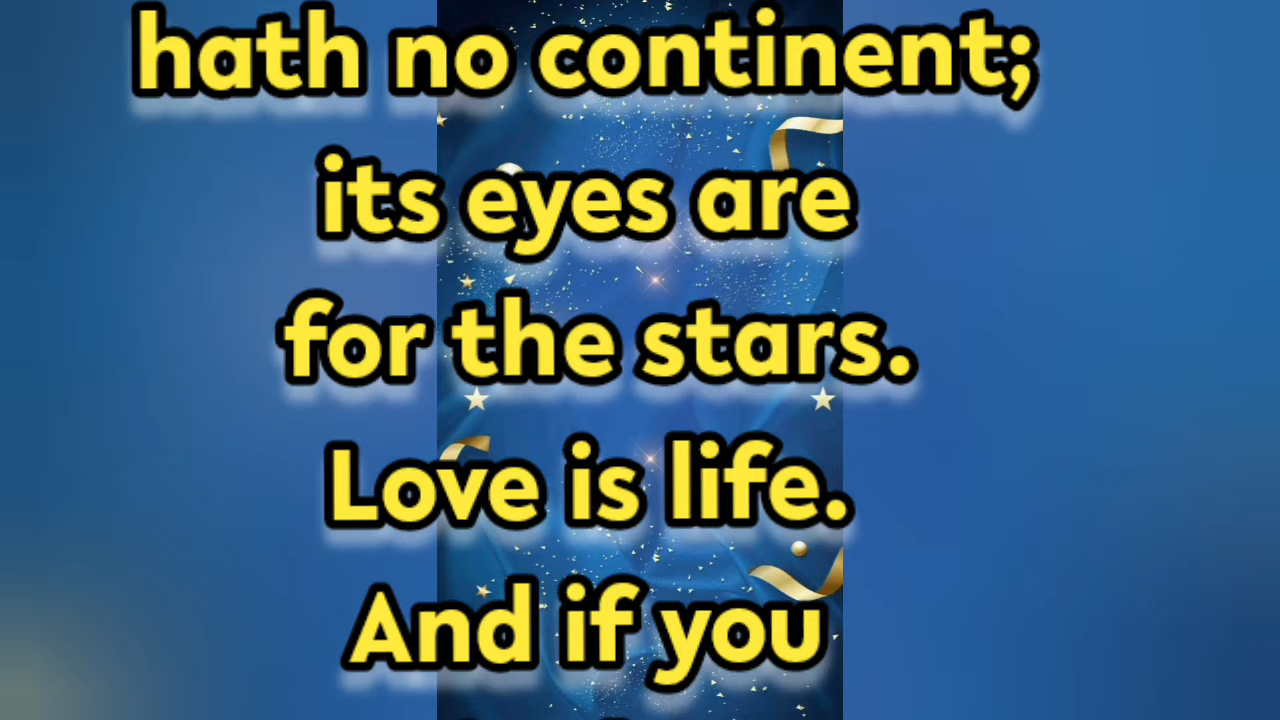 hath no continent;
its eyes are
for the stars.
Love is life.
And if you